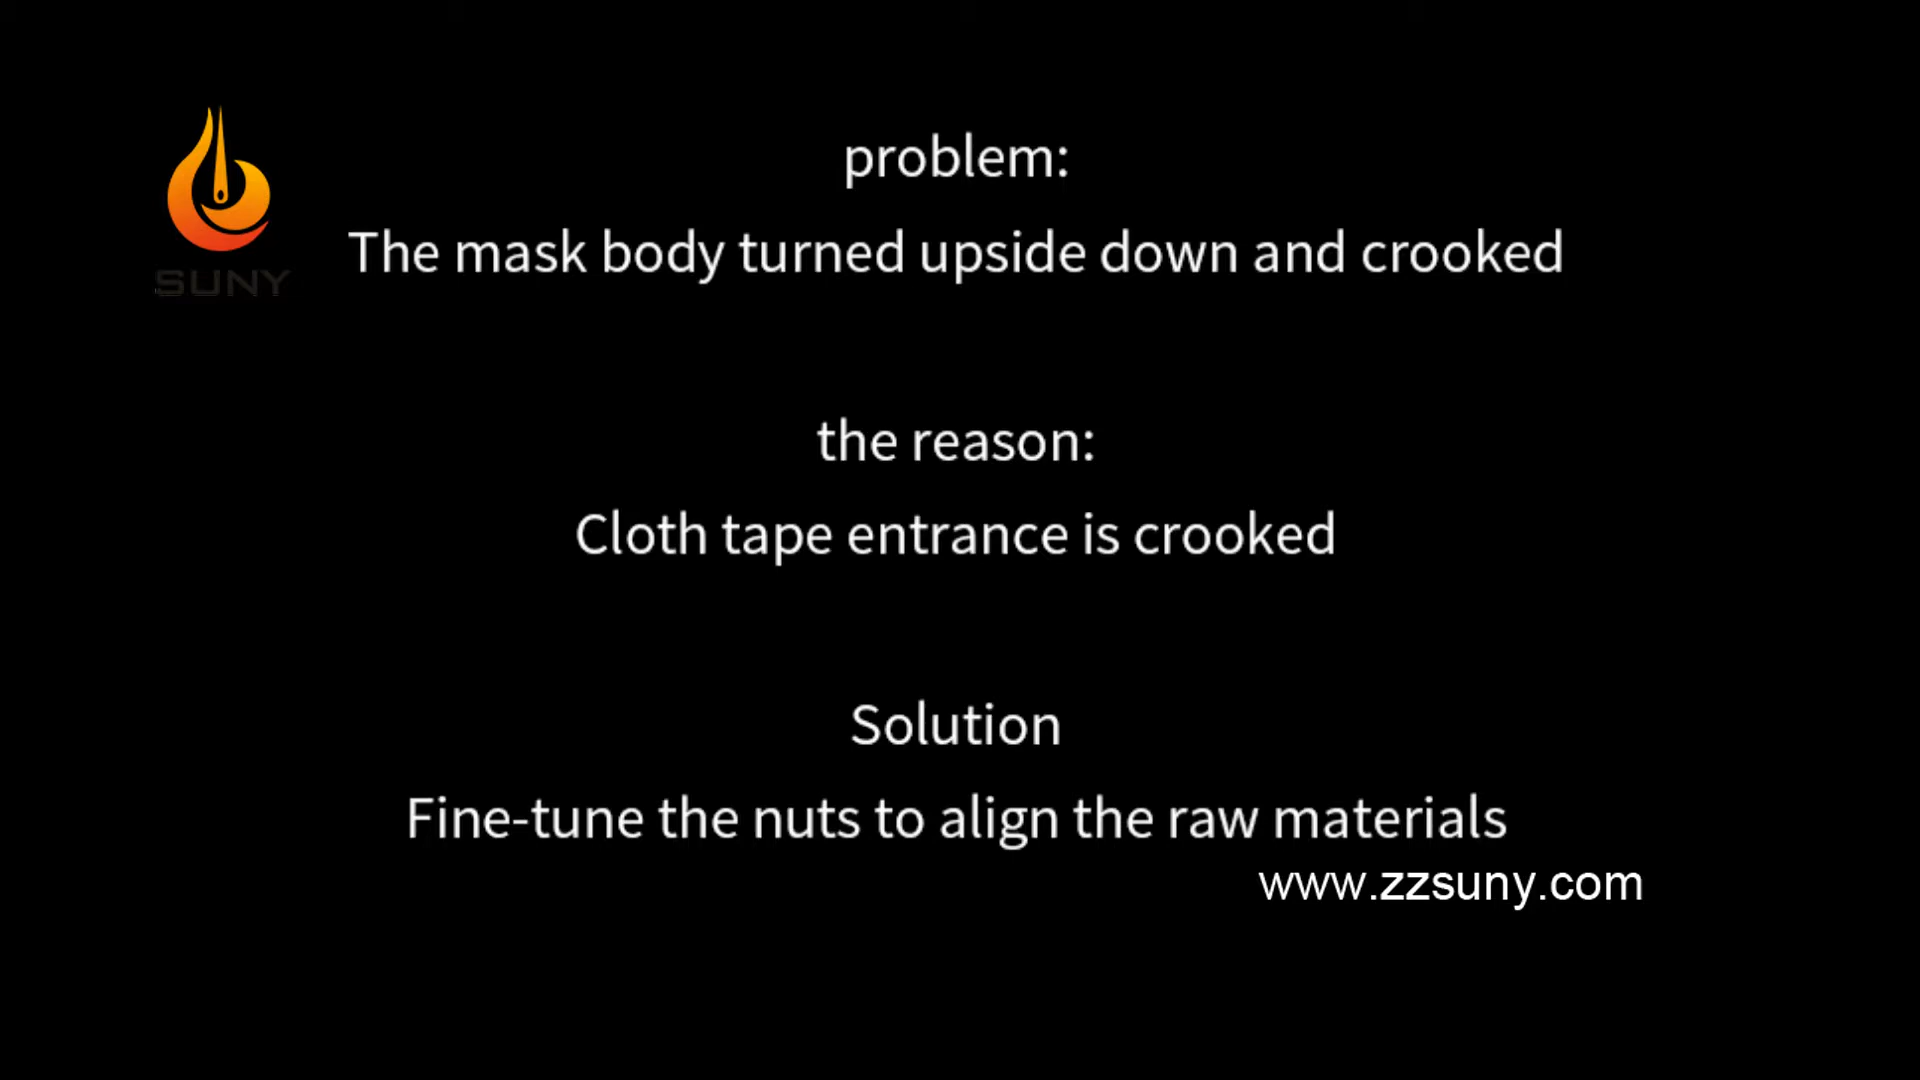 problem:
The mask body turned upside down and crooked
SUNY
the reason:
Cloth tape entrance is crooked
Solution
Fine-tune the nuts to align the raw materials
www.zzsuny.com